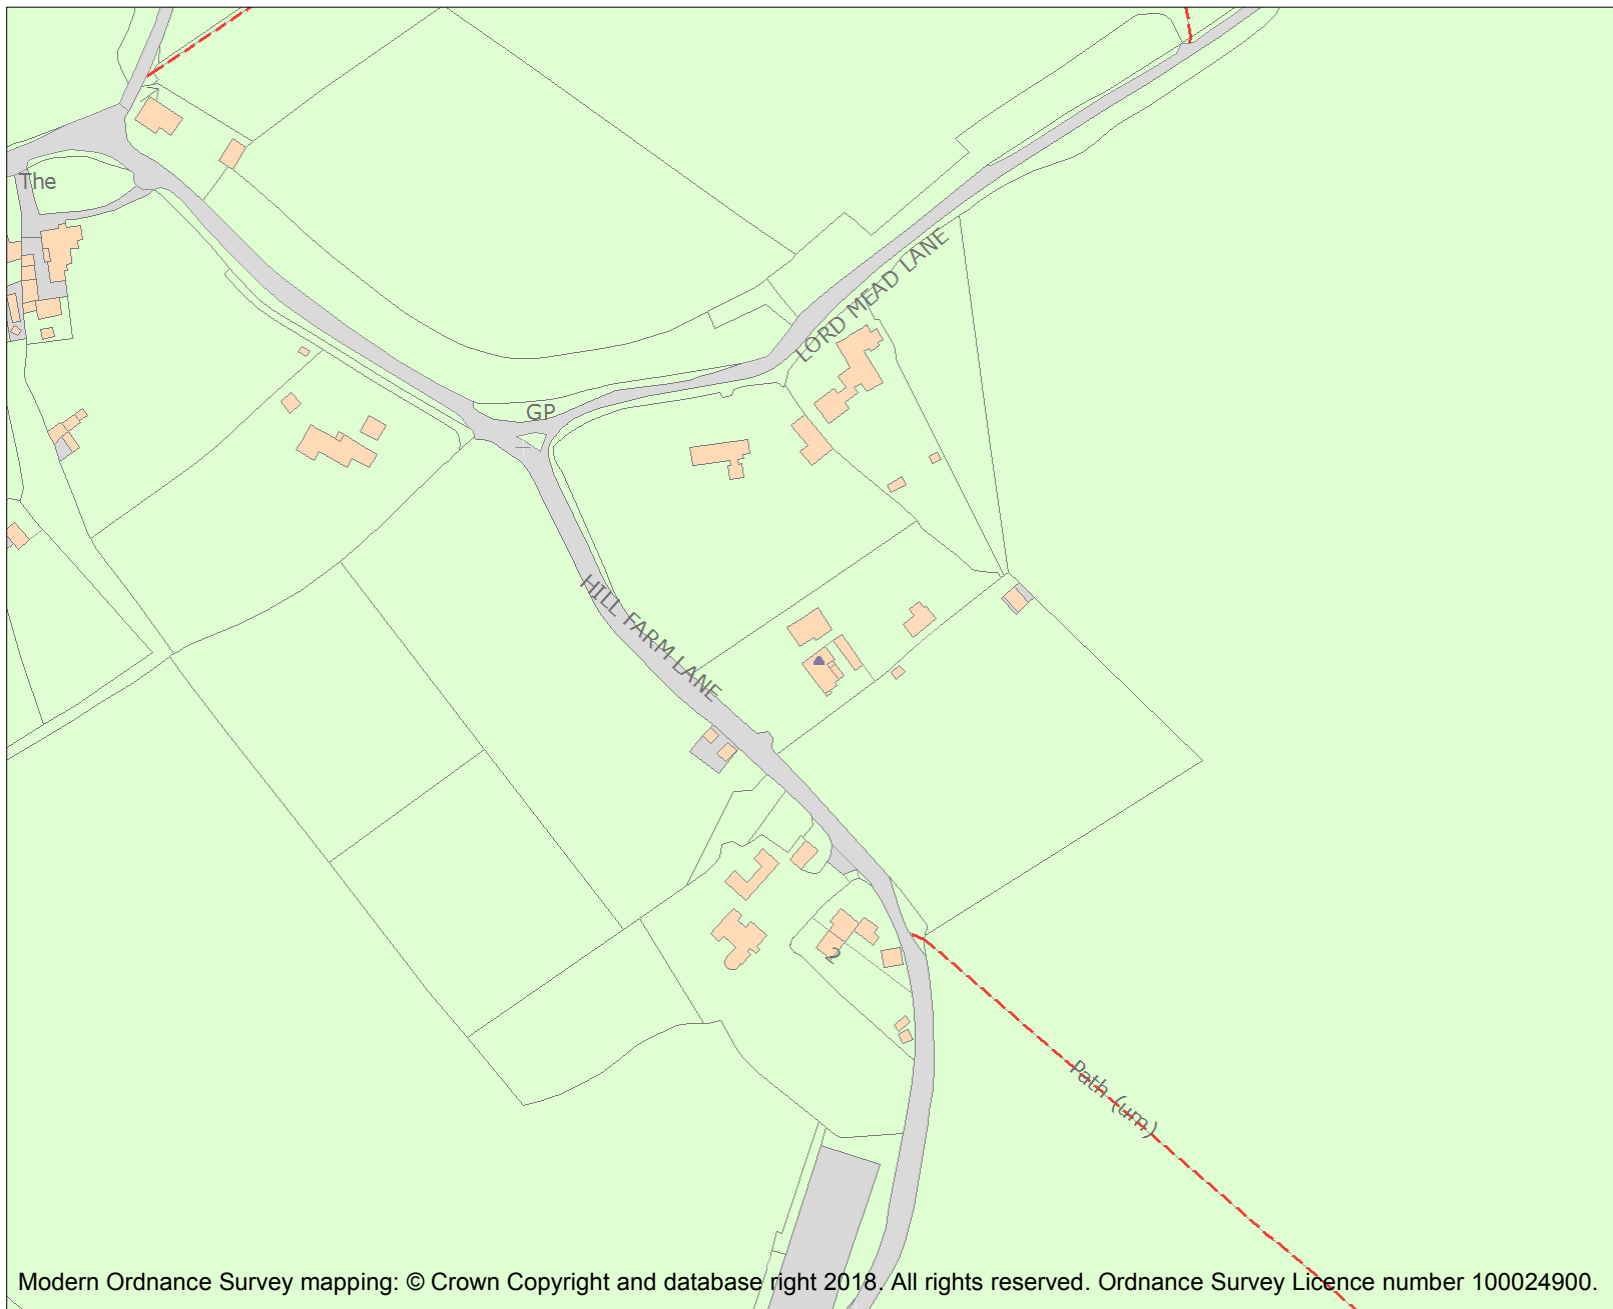 The
LORD MEAD LANE
GP
HILL FARM LANE
2
Path (um)
Modern Ordnance Survey mapping: © Crown Copyright and database right 2018. All rights reserved. Ordnance Survey Licence number 100024900.